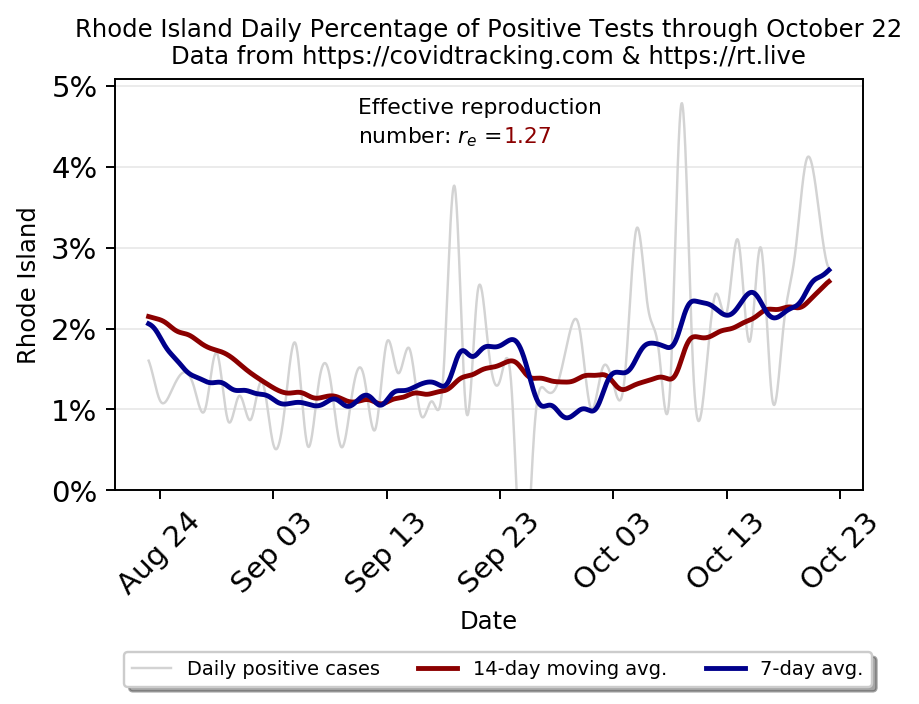 Rhode Island Daily Percentage of Positive Tests through October 22
Data from https://covidtracking.com & https://rt.live
Effective reproduction
number: rₑ =1.27
5%
4%
3%
2%
1%
0%
Rhode Island
Aug 24
Sep 03
Sep 13
Sep 23
Oct 03
Oct 13
Oct 23
Date
Daily positive cases
14-day moving avg.
7-day avg.